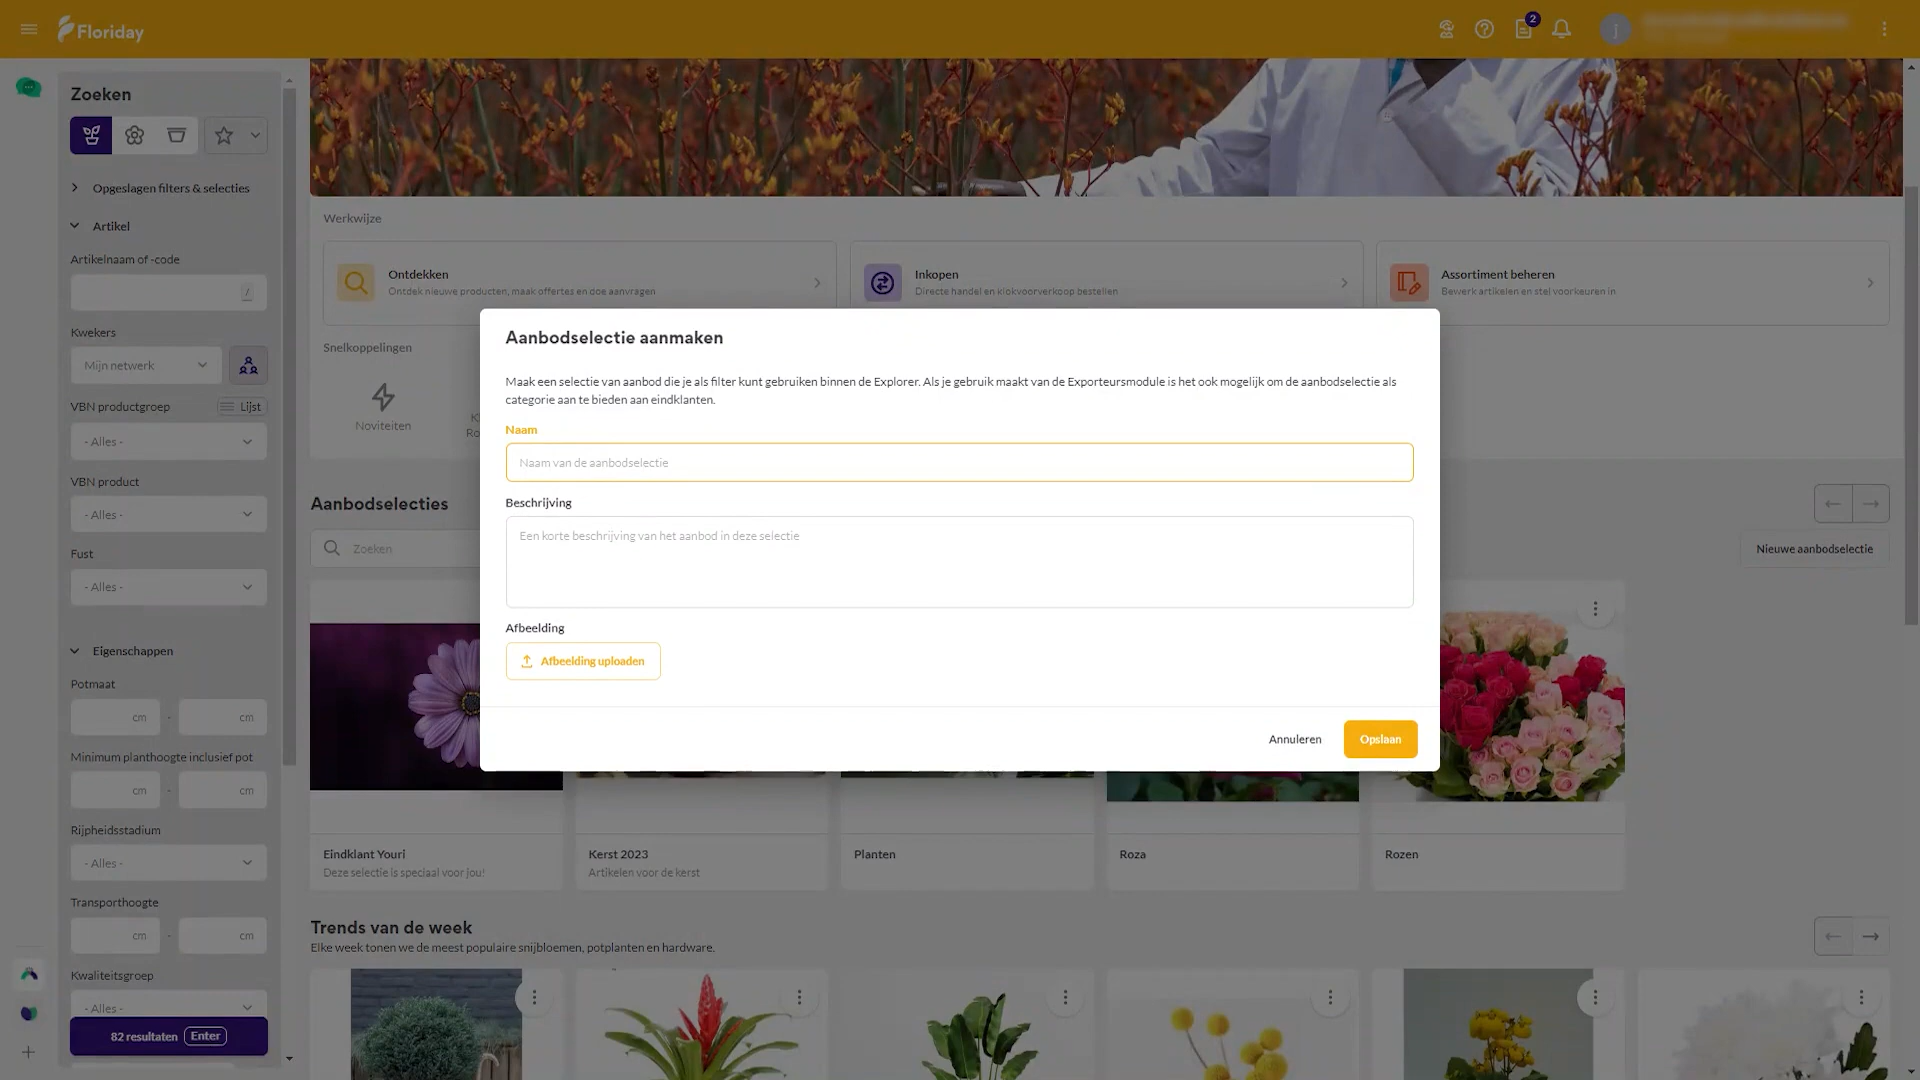 Floriday
2
J
Zoeken
Opgeslagen filters & selecties
Artikel
Artikelnaam of -code
/
Kwekers
Mijn netwerk
VBN productgroep
Lijst
- Alles -
VBN product
- Alles -
Fust
- Alles -
Eigenschappen
Potmaat
cm - cm
Minimum planthoogte inclusief pot
cm - cm
Rijpheidsstadium
- Alles -
Transporthoogte
cm - cm
Kwaliteitsgroep
- Alles -
82 resultaten Enter
Werkwijze
Ontdekken
Ontdek nieuwe producten, maak offertes en doe aanvragen
Inkopen
Directe handel en klokvoorverkoop bestellen
Assortiment beheren
Bewerk artikelen en stel voorkeuren in
Snelkoppelingen
Noviteiten
Aanbodselectie aanmaken
Maak een selectie van aanbod die je als filter kunt gebruiken binnen de Explorer. Als je gebruik maakt van de Exporteursmodule is het ook mogelijk om de aanbodselectie als
categorie aan te bieden aan eindklanten.
Naam
Naam van de aanbodselectie
Beschrijving
Een korte beschrijving van het aanbod in deze selectie
Afbeelding
Afbeelding uploaden
Annuleren
Opslaan
Aanbodselecties
Zoeken
Nieuwe aanbodselectie
Eindklant Youri
Deze selectie is speciaal voor jou!
Kerst 2023
Artikelen voor de kerst
Planten
Roza
Rozen
Trends van de week
Elke week tonen we de meest populaire snijbloemen, potplanten en hardware.